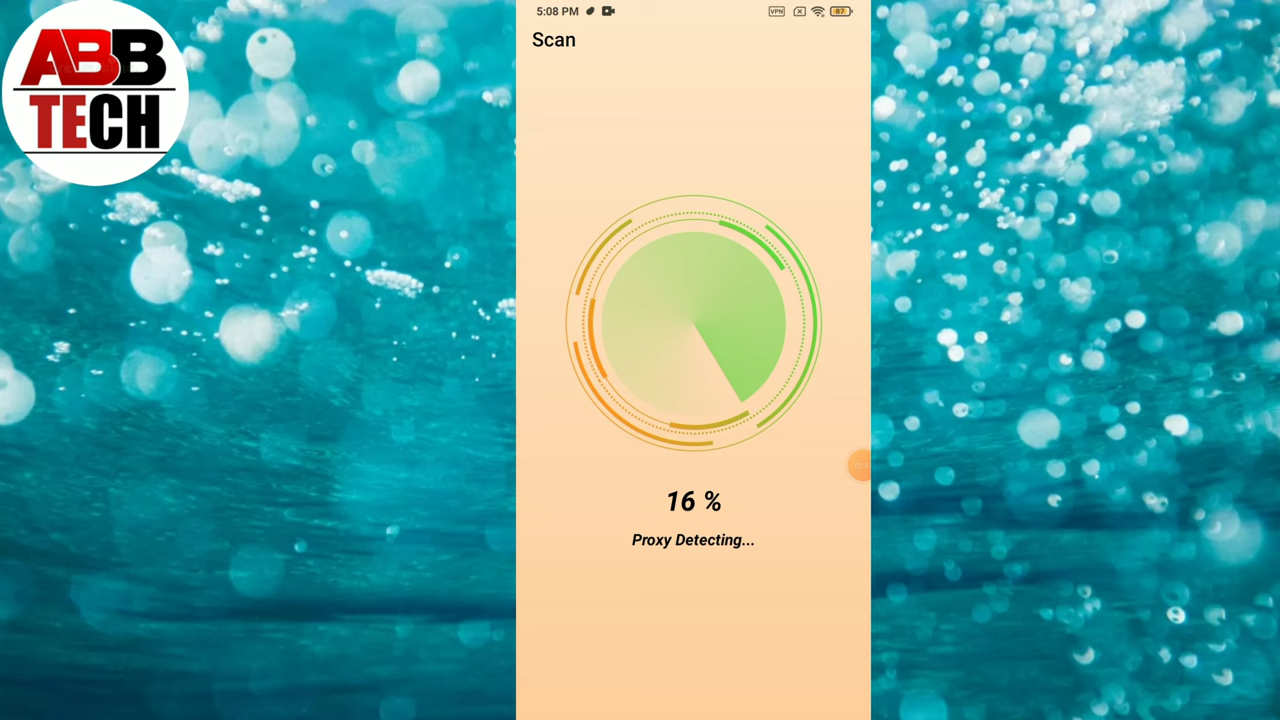 ABB
TECH
5:08 PM
VPN
87
Scan
16 %
Proxy Detecting...